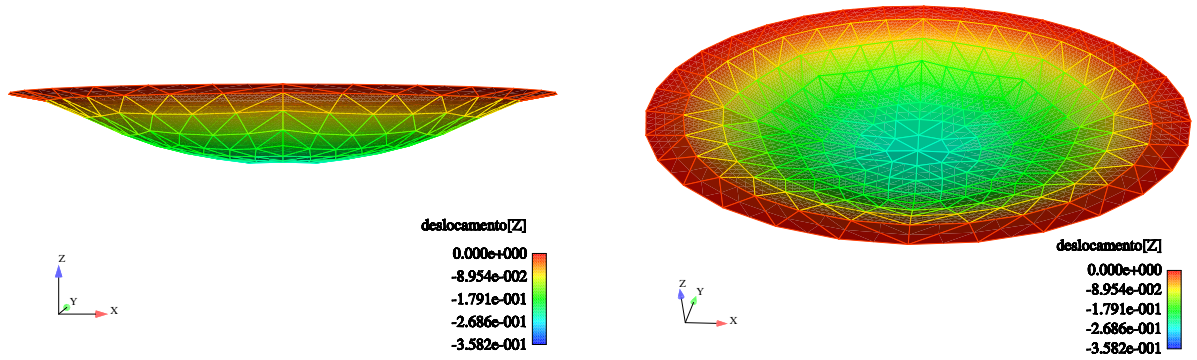 deslocamento[Z]
0.000e+000
-8.954e-002
-1.791e-001
-2.686e-001
-3.582e-001
Z
Y
X
deslocamento[Z]
0.000e+000
-8.954e-002
-1.791e-001
-2.686e-001
-3.582e-001
Z
Y
X